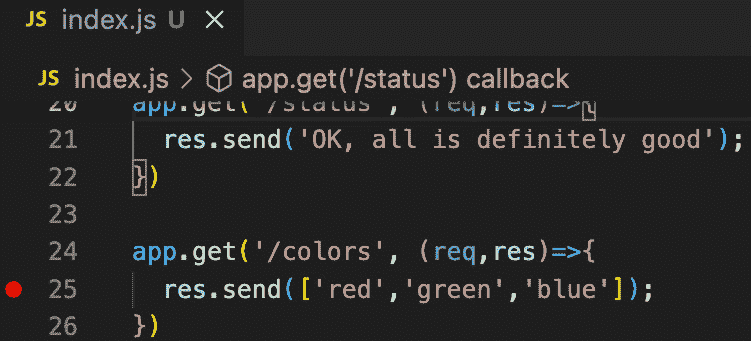 JS index.js U ×
JS index.js > app.get('/status') callback
20 app.get('/status', (req,res)=>{
21 res.send('OK, all is definitely good');
22 })
23
24 app.get('/colors', (req,res)=>{
25 res.send(['red','green','blue']);
26 })